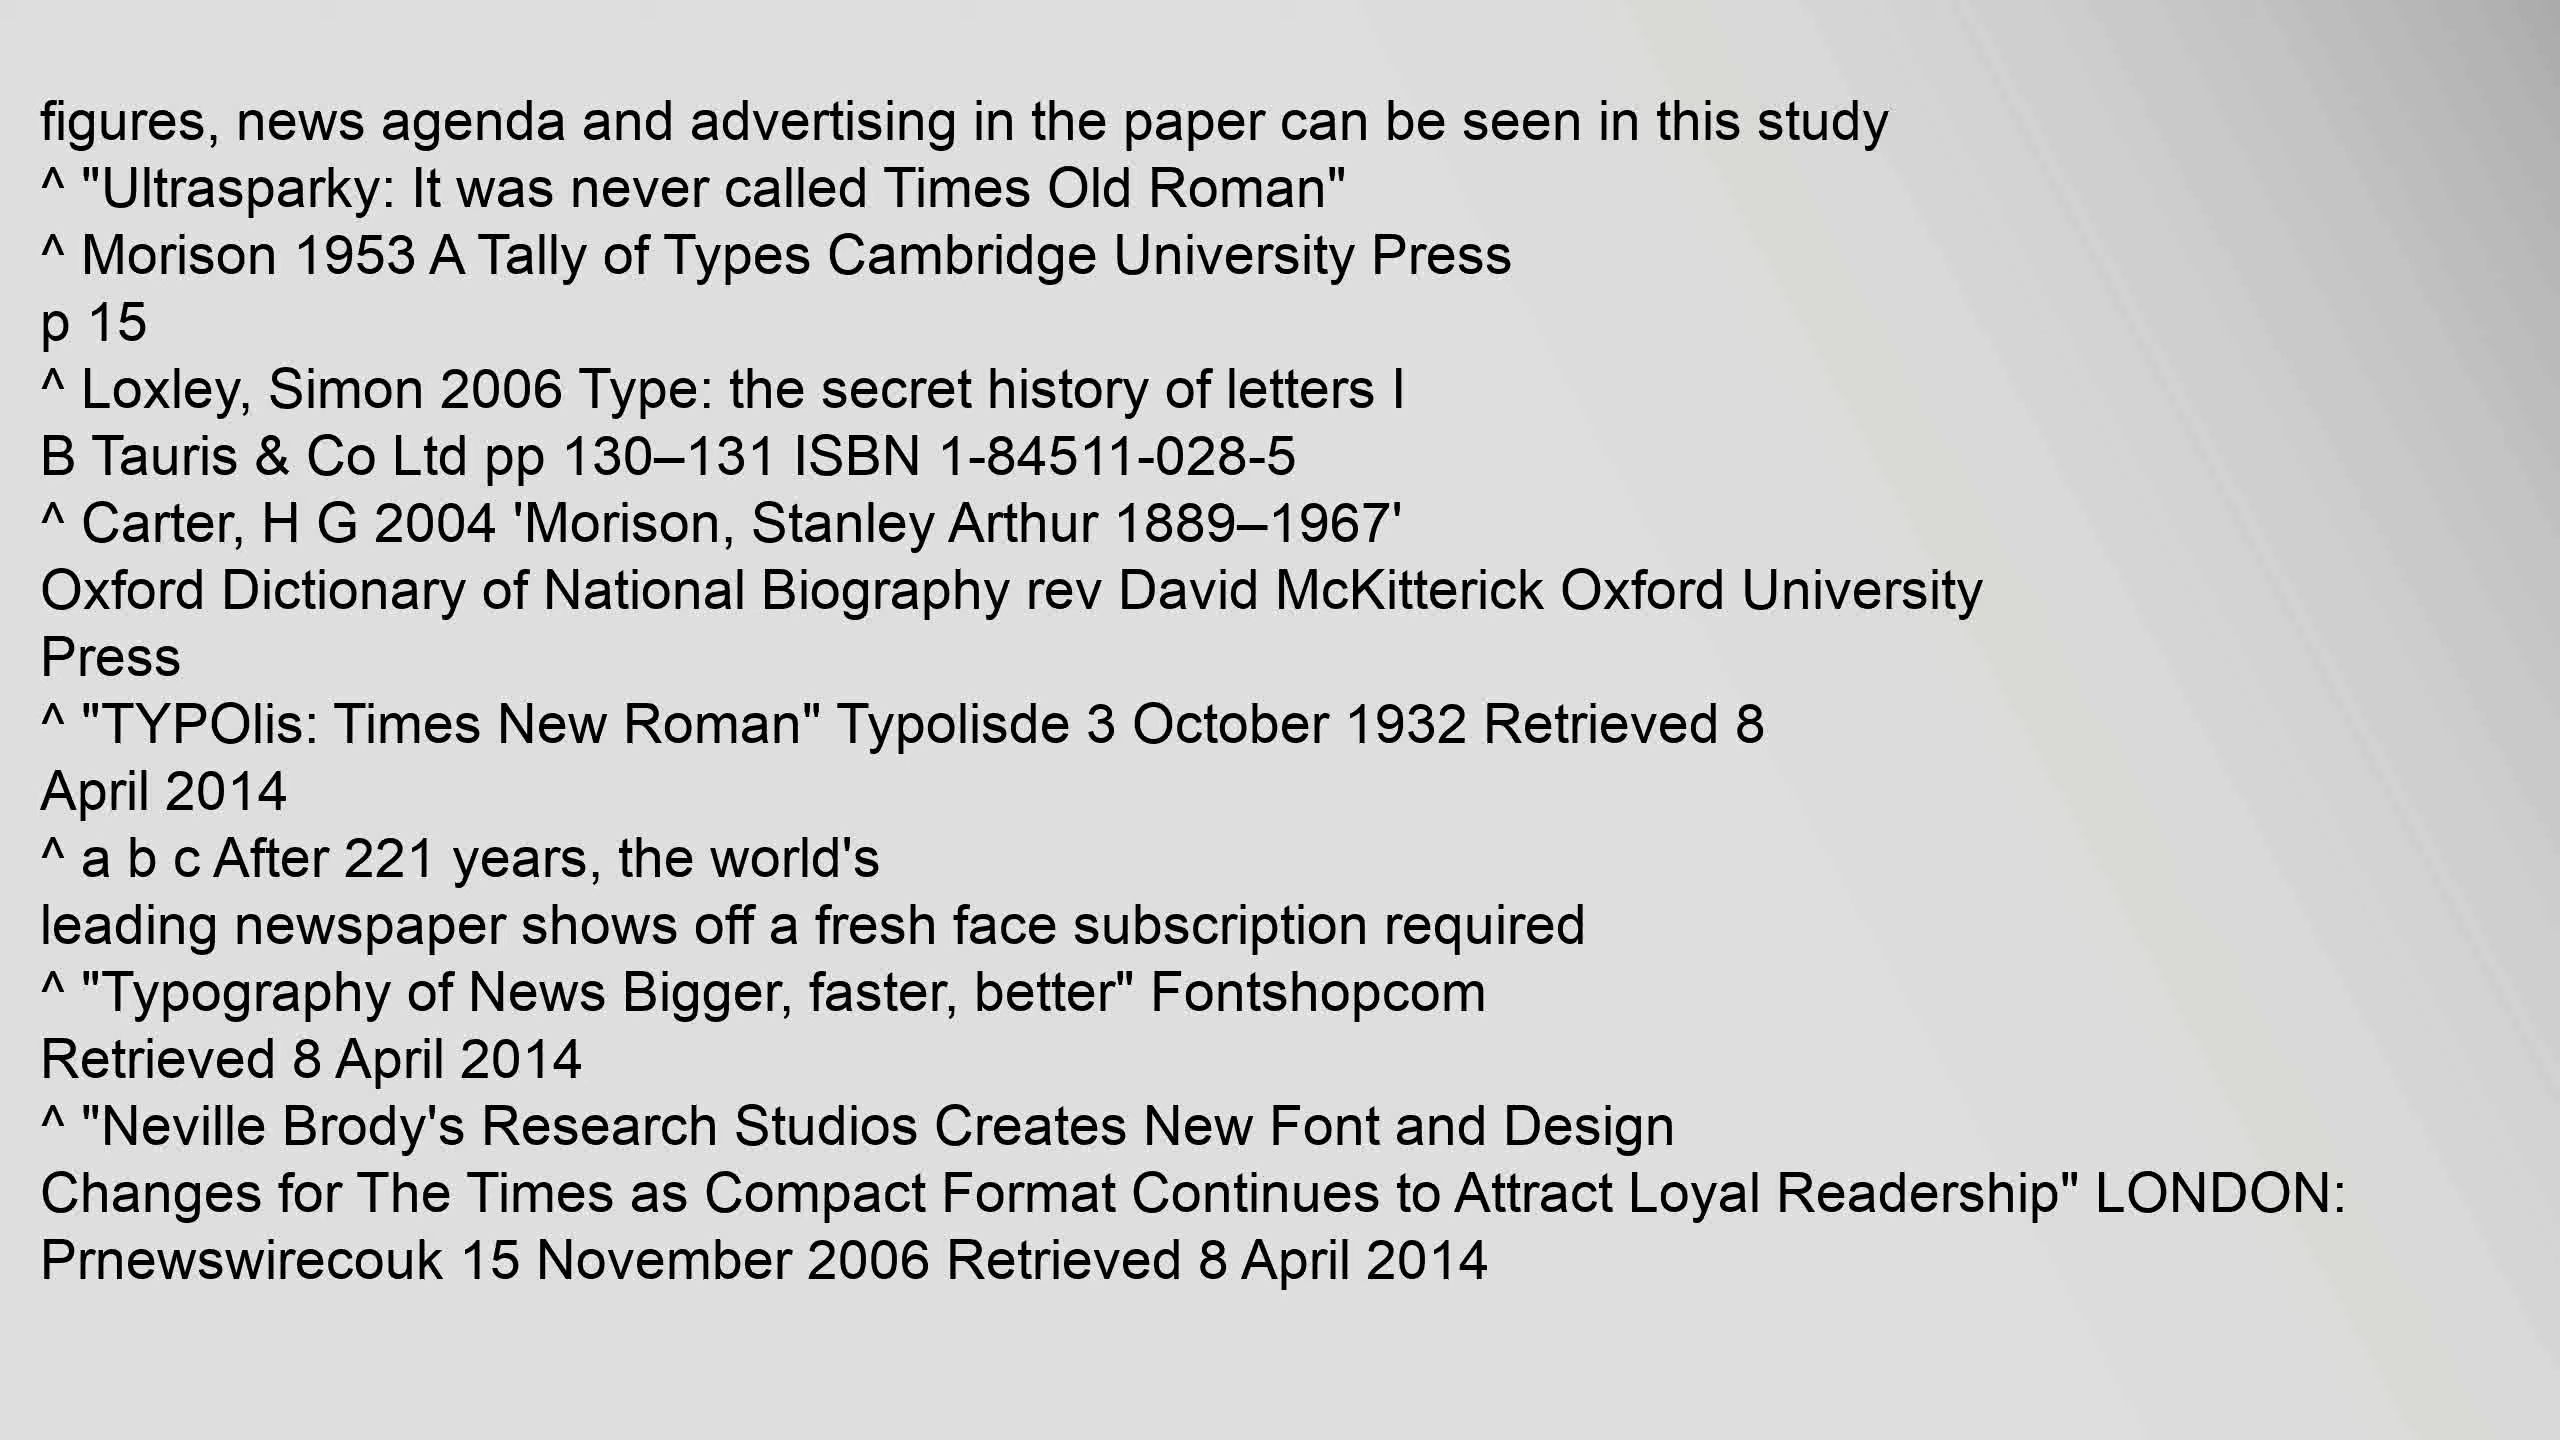 figures, news agenda and advertising in the paper can be seen in this study
^ "Ultrasparky: It was never called Times Old Roman"
^ Morison 1953 A Tally of Types Cambridge University Press
p 15
^ Loxley, Simon 2006 Type: the secret history of letters I
B Tauris & Co Ltd pp 130–131 ISBN 1-84511-028-5
^ Carter, H G 2004 'Morison, Stanley Arthur 1889–1967'
Oxford Dictionary of National Biography rev David McKitterick Oxford University
Press
^ "TYPOlis: Times New Roman" Typolisde 3 October 1932 Retrieved 8
April 2014
^ a b c After 221 years, the world's
leading newspaper shows off a fresh face subscription required
^ "Typography of News Bigger, faster, better" Fontshopcom
Retrieved 8 April 2014
^ "Neville Brody's Research Studios Creates New Font and Design
Changes for The Times as Compact Format Continues to Attract Loyal Readership" LONDON:
Prnewswirecouk 15 November 2006 Retrieved 8 April 2014